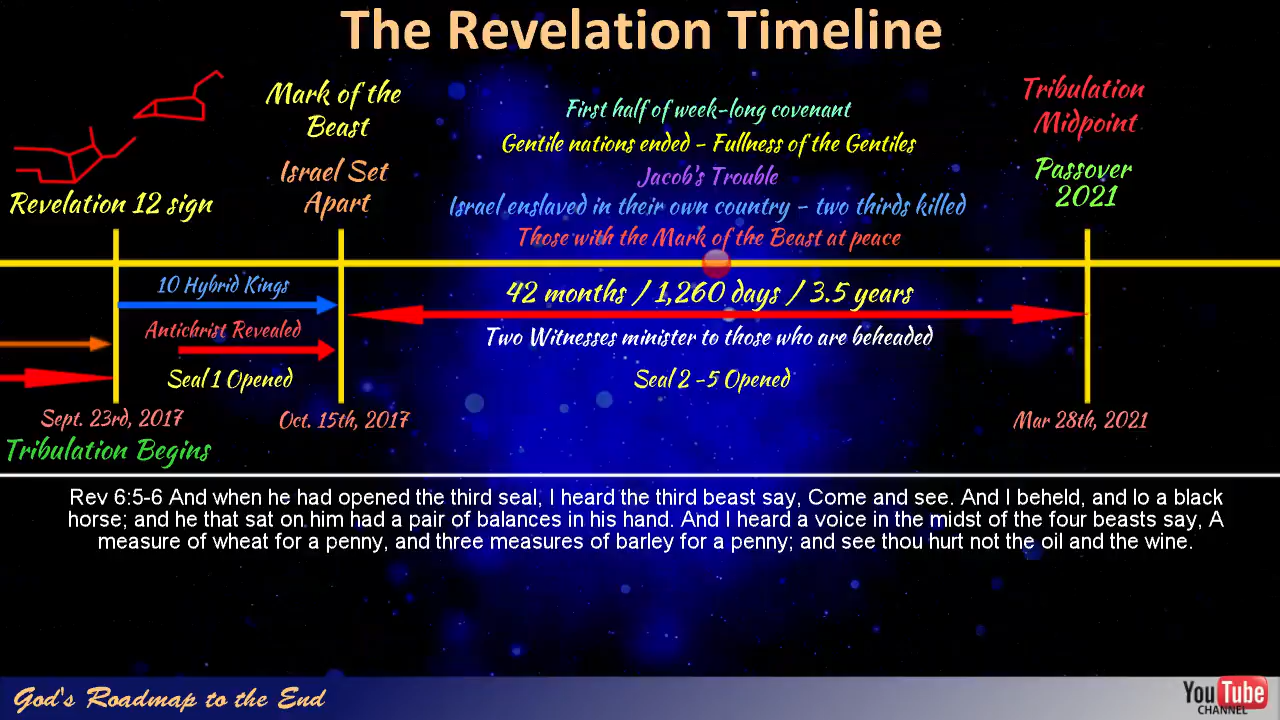 The Revelation Timeline
Mark of the
Beast
Israel Set
Apart
Revelation 12 sign
First half of week-long covenant
Gentile nations ended - Fullness of the Gentiles
Jacob's Trouble
Israel enslaved in their own country - two thirds killed
Those with the Mark of the Beast at peace
Tribulation
Midpoint
Passover
2021
10 Hybrid Kings
Antichrist Revealed
Seal 1 Opened
42 months / 1,260 days / 3.5 years
Two Witnesses minister to those who are beheaded
Seal 2 -5 Opened
Sept. 23rd, 2017
Tribulation Begins
Oct. 15th, 2017
Mar 28th, 2021
Rev 6:5-6 And when he had opened the third seal, I heard the third beast say, Come and see. And I beheld, and lo a black
horse; and he that sat on him had a pair of balances in his hand. And I heard a voice in the midst of the four beasts say, A
measure of wheat for a penny, and three measures of barley for a penny; and see thou hurt not the oil and the wine.
God's Roadmap to the End
YouTube
CHANNEL